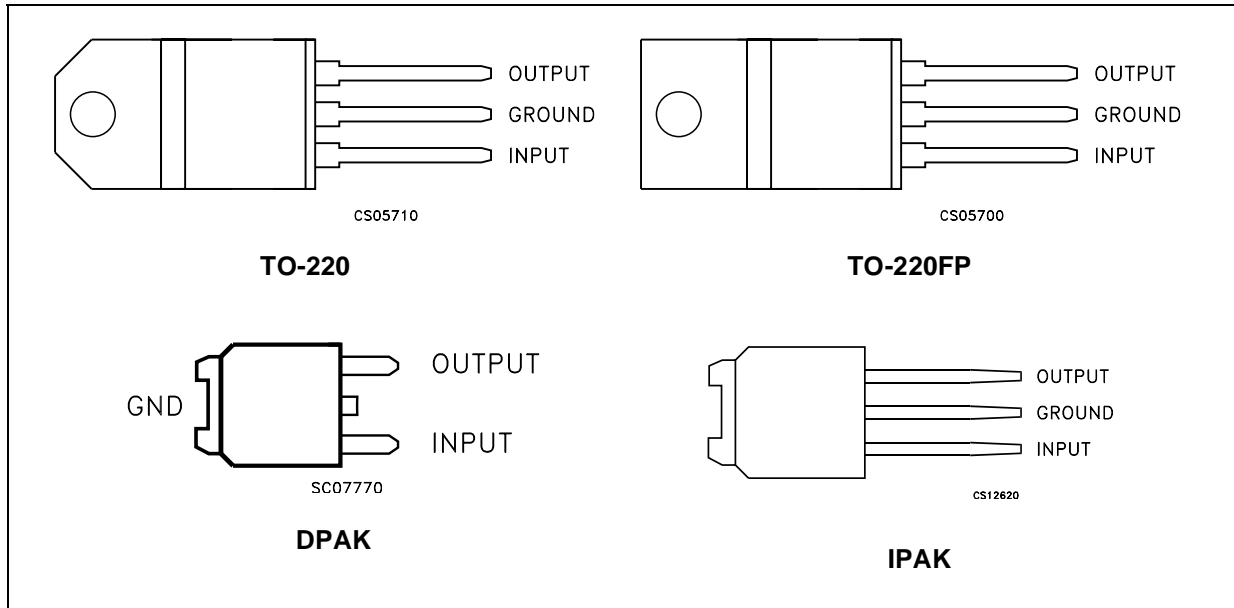 OUTPUT
GROUND
INPUT
CS05710
TO-220
OUTPUT
GROUND
INPUT
CS05700
TO-220FP
GND
OUTPUT
INPUT
SC07770
DPAK
OUTPUT
GROUND
INPUT
CS12620
IPAK